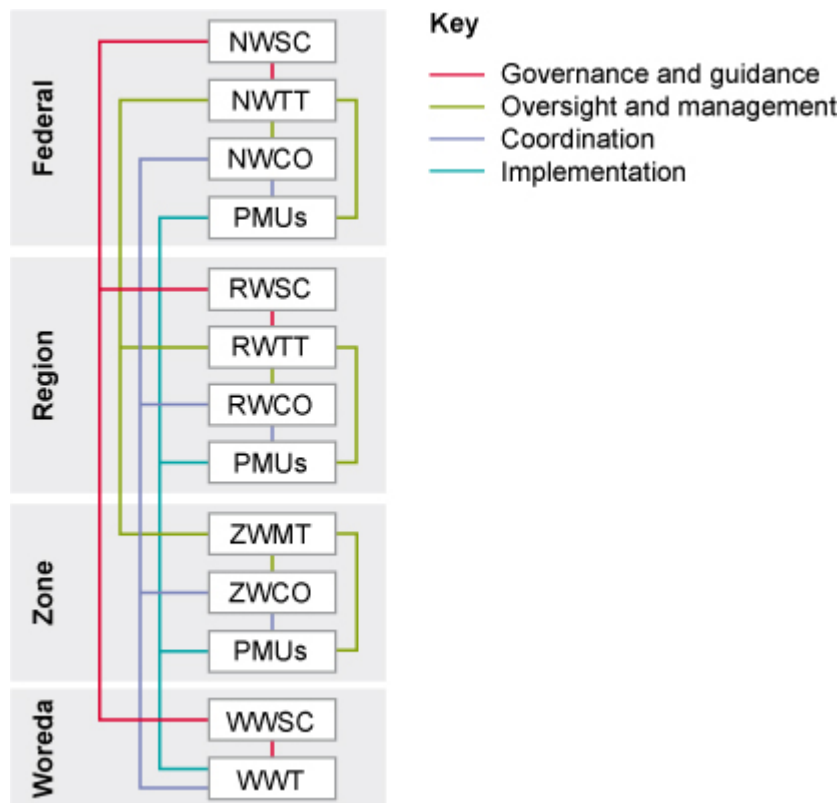 Federal
NWSC
NWTT
NWCO
PMUs
Region
RWSC
RWTT
RWCO
PMUs
Zone
ZWMT
ZWCO
PMUs
Woreda
WWSC
WWT
Key
Governance and guidance
Oversight and management
Coordination
Implementation